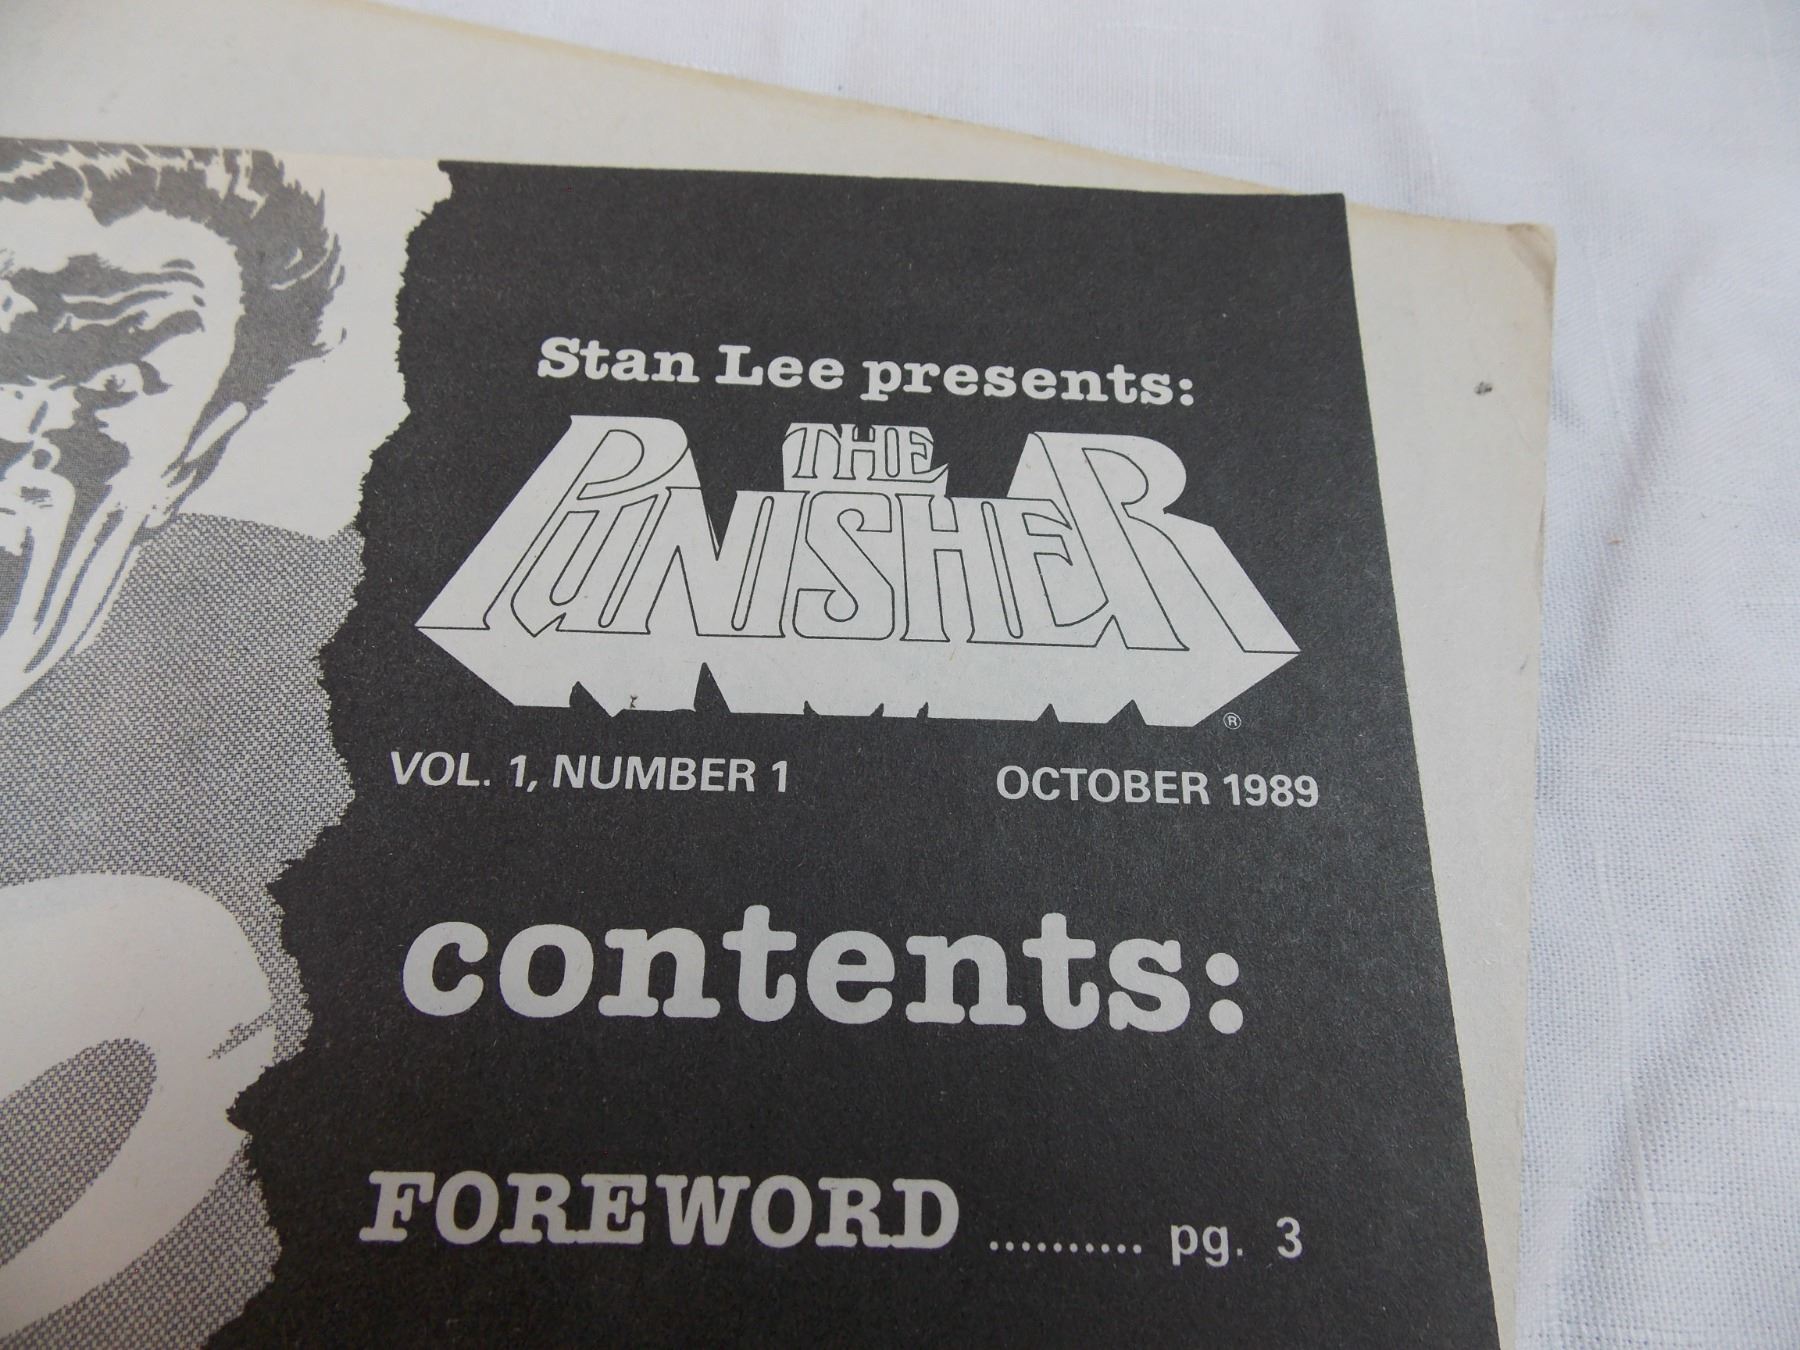 Stan Lee presents:
THE
PUNISHER
®
VOL. 1, NUMBER 1 OCTOBER 1989
contents:
FOREWORD .......... pg. 3